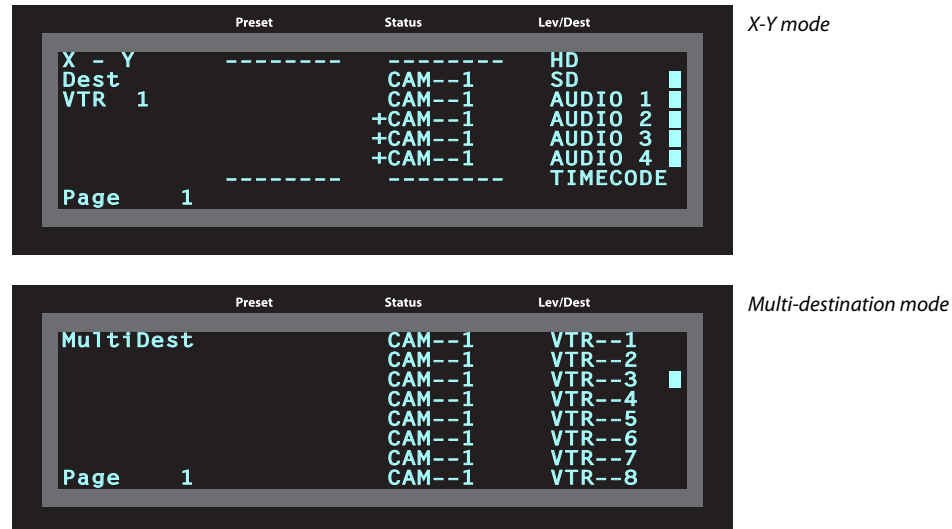 Preset Status Lev/Dest
X-Y mode
X - Y -------- -------- HD
Dest CAM--1 SD
VTR 1 CAM--1 AUDIO 1
+CAM--1 AUDIO 2
+CAM--1 AUDIO 3
+CAM--1 AUDIO 4
-------- -------- TIMECODE
Page 1
Preset Status Lev/Dest
Multi-destination mode
MultiDest CAM--1 VTR--1
CAM--1 VTR--2
CAM--1 VTR--3
CAM--1 VTR--4
CAM--1 VTR--5
CAM--1 VTR--6
CAM--1 VTR--7
Page 1 CAM--1 VTR--8